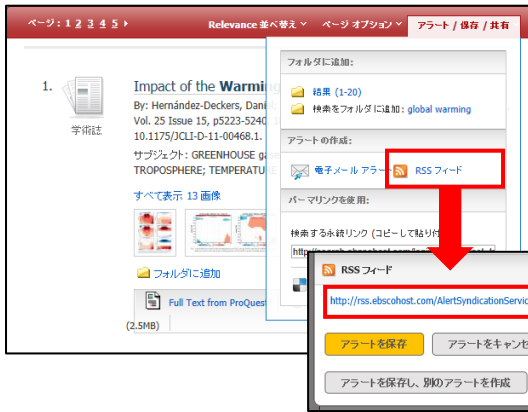 ページ: 1 2 3 4 5
Relevance 並べ替え
ページ オプション
アラート / 保存 / 共有
1.
学術誌
Impact of the Warming
By: Hernández-Deckers,
Vol. 25 Issue 15, p5223-5240.
10.1175/JCLI-D-11-00468.1.
サブジェクト: GREENHOUSE
TROPOSPHERE; TEMPERATURE
すべて表示 13 画像
フォルダに追加
Full Text from ProQuest
(2.5MB)
フォルダに追加:
結果 (1-20)
検索をフォルダに追加: global warming
アラートの作成:
電子メール アラート
RSS フィード
パーマリンクを使用:
検索する永続リンク (コピーして貼り付
RSS フィード
http://rss.ebscohost.com/AlertSyndicationServic
アラートを保存
アラートをキャンセ
アラートを保存し、別のアラートを作成